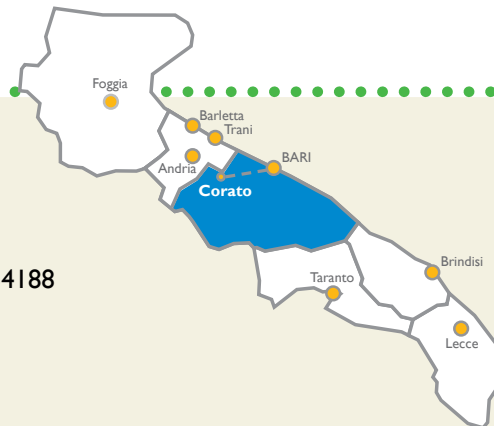 Foggia
Barletta
Trani
Andria
BARI
Corato
4188
Taranto
Brindisi
Lecce